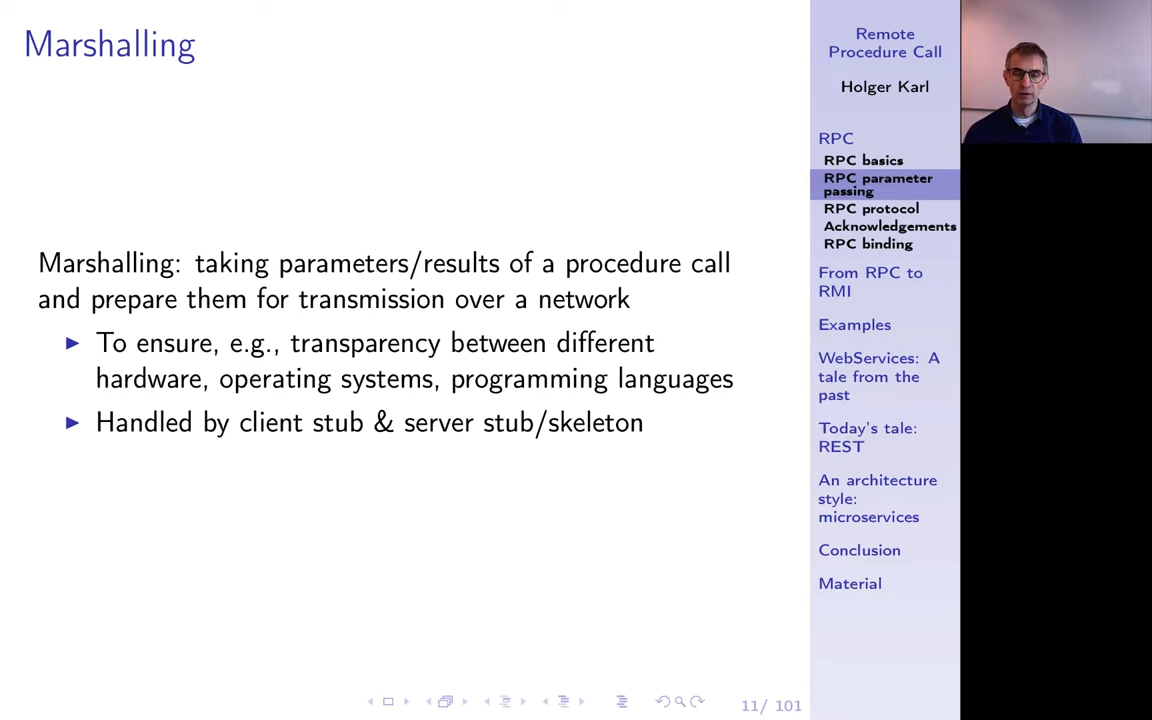 Marshalling
Marshalling: taking parameters/results of a procedure call
and prepare them for transmission over a network
To ensure, e.g., transparency between different
hardware, operating systems, programming languages
Handled by client stub & server stub/skeleton
11/ 101
Remote
Procedure Call
Holger Karl
RPC
RPC basics
RPC parameter
passing
RPC protocol
Acknowledgements
RPC binding
From RPC to
RMI
Examples
WebServices: A
tale from the
past
Today's tale:
REST
An architecture
style:
microservices
Conclusion
Material